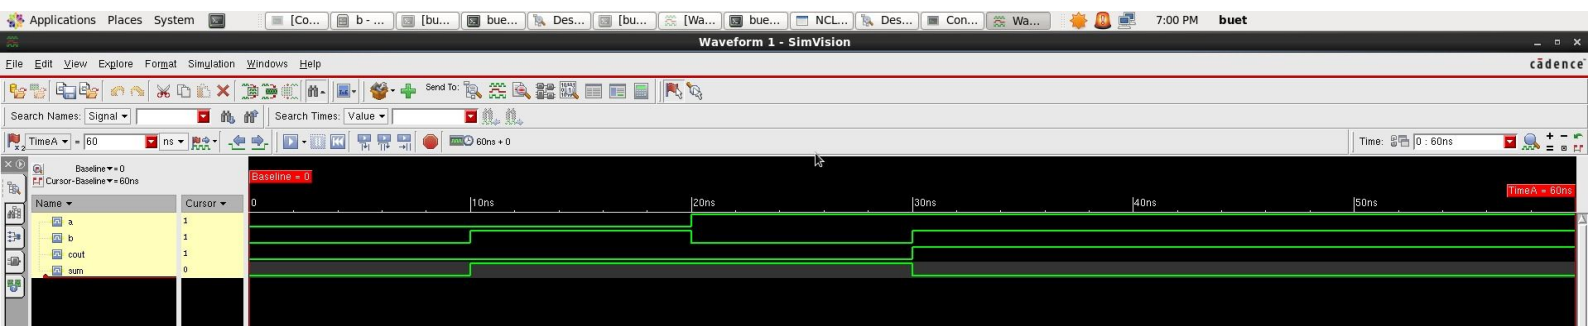 Applications Places System [Co... b - ... [bu... bue... Des... [bu... [Wa... bue... NCL... Des... Con... Wa... 7:00 PM buet
Waveform 1 - SimVision
File Edit View Explore Format Simulation Windows Help cādence
Send To:
Search Names: Signal Search Times: Value
x2 TimeA = 60 ns 60ns + 0 Time: 0 : 60ns
Baseline = 0
Cursor-Baseline = 60ns
Baseline = 0
TimeA = 60ns
Name Cursor 0 10ns 20ns 30ns 40ns 50ns
a 1
b 1
cout 1
sum 0